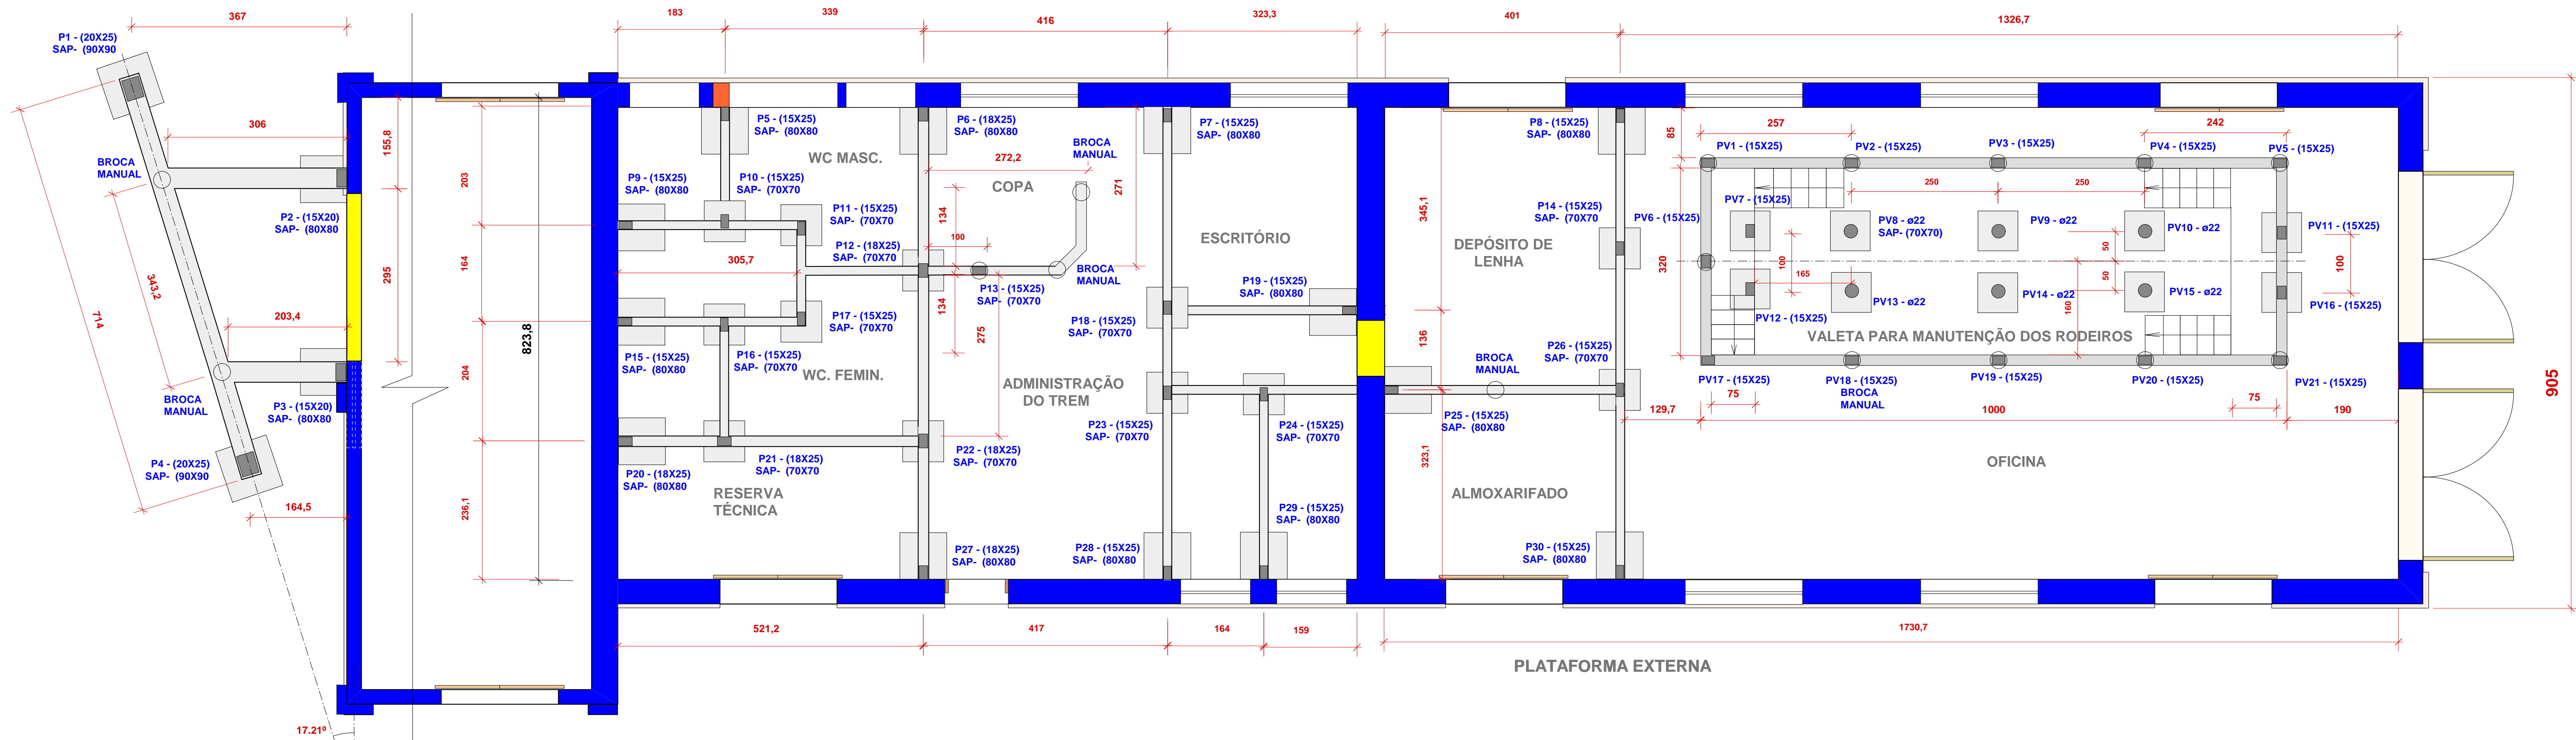 367
183
339
416
323,3
401
1326,7
P1 - (20X25)
SAP-  (90X90
306
BROCA
MANUAL
155,8
203
P5 - (15X25)
SAP-  (80X80
WC MASC.
P6 - (18X25)
SAP-  (80X80
BROCA
MANUAL
272,2
COPA
271
P7 - (15X25)
SAP-  (80X80
P8 - (15X25)
SAP-  (80X80
85
257
242
PV1 - (15X25)
PV2 - (15X25)
PV3 - (15X25)
PV4 - (15X25)
PV5 - (15X25)
P9 - (15X25)
SAP-  (80X80
P10 - (15X25)
SAP-  (70X70
P11 - (15X25)
SAP-  (70X70
134
100
P2 - (15X20)
SAP-  (80X80
345,1
P14 - (15X25)
SAP-  (70X70
PV6 - (15X25)
PV7 - (15X25)
250
250
PV8 - ø22
SAP- (70X70)
PV9 - ø22
PV10 - ø22
PV11 - (15X25)
ESCRITÓRIO
DEPÓSITO DE
LENHA
P12 - (18X25)
SAP-  (70X70
164
305,7
295
343,2
714
203,4
BROCA
MANUAL
P13 - (15X25)
SAP-  (70X70
134
275
P19 - (15X25)
SAP-  (80X80
320
100
165
50
50
160
100
PV13 - ø22
PV14 - ø22
PV15 - ø22
PV16 - (15X25)
PV12 - (15X25)
VALETA PARA MANUTENÇÃO DOS RODEIROS
P17 - (15X25)
SAP-  (70X70
P18 - (15X25)
SAP-  (70X70
823,8
136
P26 - (15X25)
SAP-  (70X70
P15 - (15X25)
SAP-  (80X80
P16 - (15X25)
SAP-  (70X70
WC. FEMIN.
204
ADMINISTRAÇÃO
DO TREM
BROCA
MANUAL
PV17 - (15X25)
PV18 - (15X25)
BROCA
MANUAL
PV19 - (15X25)
PV20 - (15X25)
PV21 - (15X25)
905
BROCA
MANUAL
P3 - (15X20)
SAP-  (80X80
75
75
129,7
1000
190
P25 - (15X25)
SAP-  (80X80
P23 - (15X25)
SAP-  (70X70
P24 - (15X25)
SAP-  (70X70
P4 - (20X25)
SAP-  (90X90
P20 - (18X25)
SAP-  (80X80
P21 - (18X25)
SAP-  (70X70
P22 - (18X25)
SAP-  (70X70
323,1
OFICINA
RESERVA
TÉCNICA
ALMOXARIFADO
164,5
236,1
P29 - (15X25)
SAP-  (80X80
P27 - (18X25)
SAP-  (80X80
P28 - (15X25)
SAP-  (80X80
P30 - (15X25)
SAP-  (80X80
521,2
417
164
159
1730,7
PLATAFORMA EXTERNA
17.21º